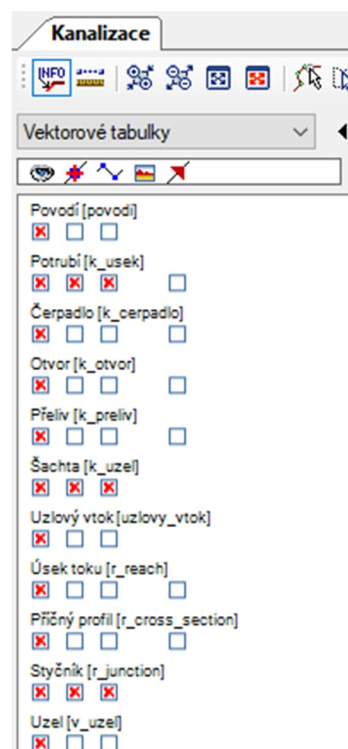 Kanalizace
INFO
Vektorové tabulky
Povodí [povodi]
Potrubí [k_usek]
Čerpadlo [k_cerpadlo]
Otvor [k_otvor]
Přeliv [k_preliv]
Šachta [k_uzel]
Uzlový vtok [uzlovy_vtok]
Úsek toku [r_reach]
Příčný profil [r_cross_section]
Styčník [r_junction]
Uzel [v_uzel]